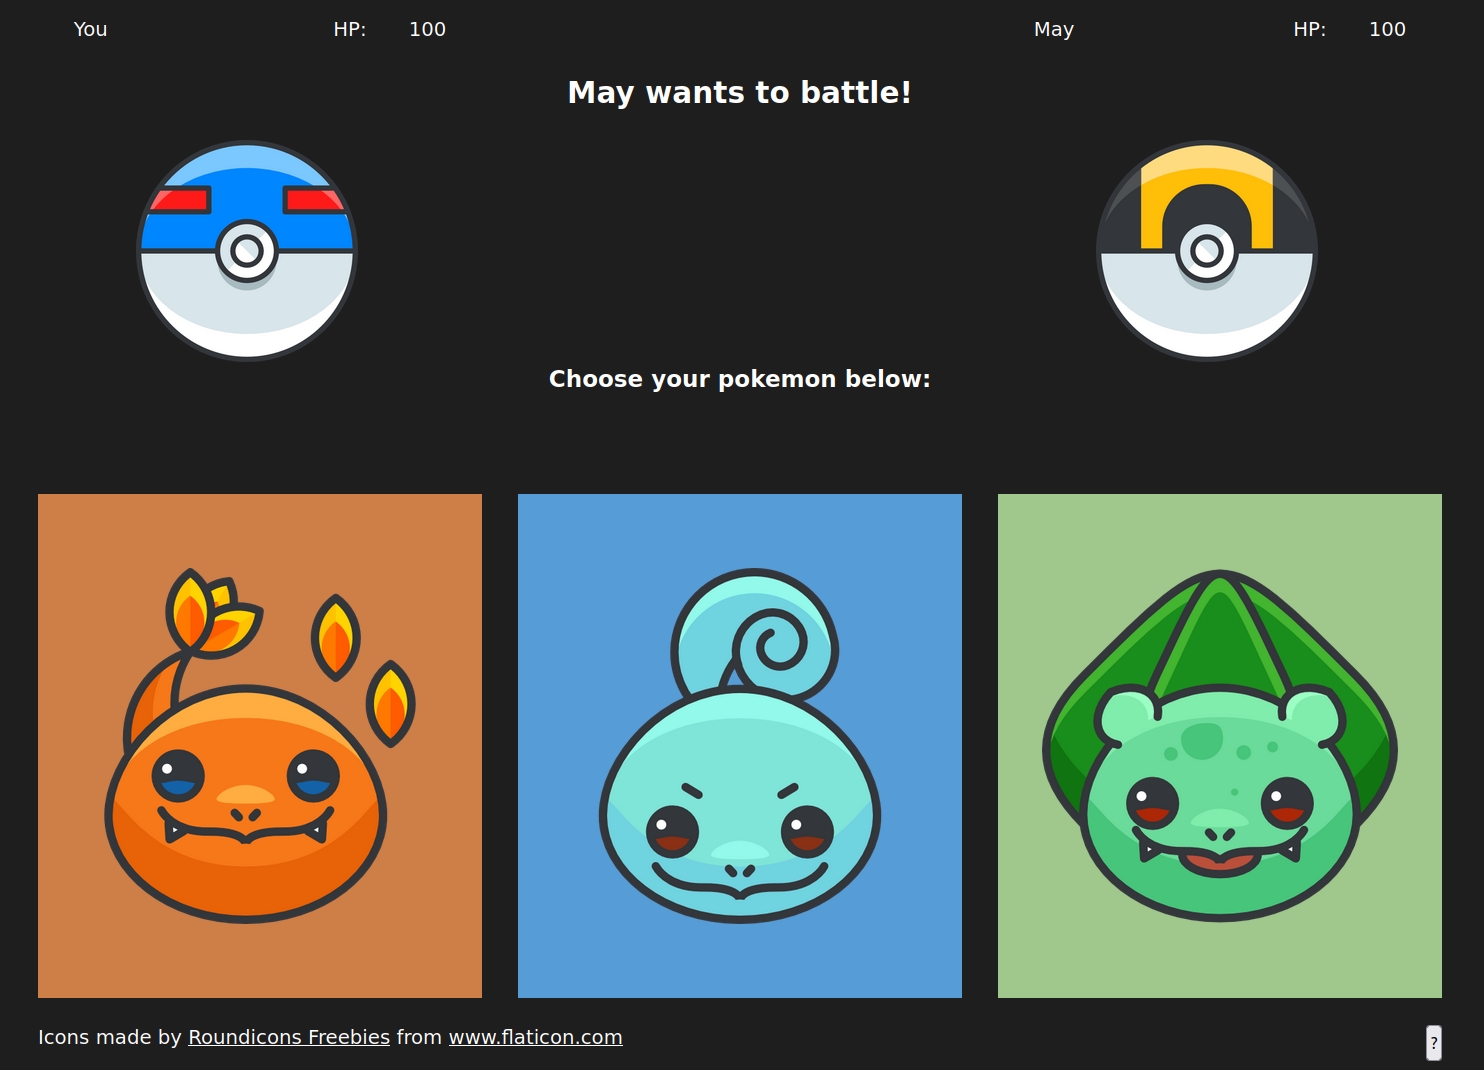 You HP: 100 May HP: 100
May wants to battle!
Choose your pokemon below:
Icons made by Roundicons Freebies from www.flaticon.com ?